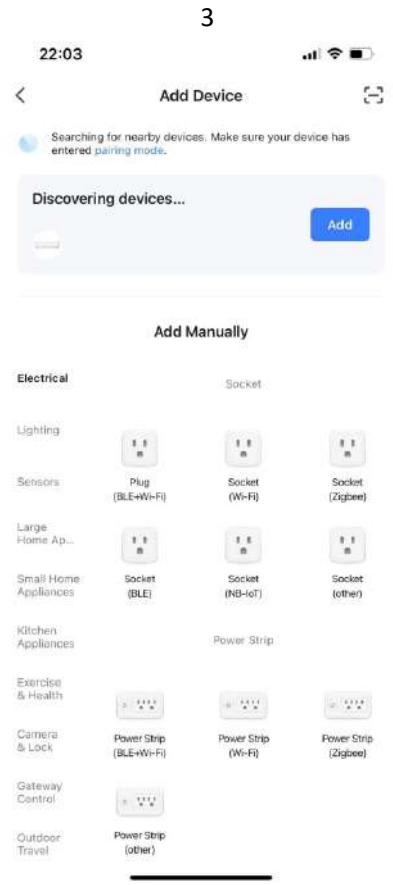 3
22:03
Add Device
Searching for nearby devices. Make sure your device has
entered pairing mode.
Discovering devices...
Add
Add Manually
Electrical
Socket
Lighting
Sensors
Plug
(BLE+Wi-Fi)
Socket
(Wi-Fi)
Socket
(Zigbee)
Large
Home Ap...
Small Home
Appliances
Socket
(BLE)
Socket
(NB-IoT)
Socket
(other)
Kitchen
Appliances
Power Strip
Exercise
& Health
Camera
& Lock
Power Strip
(BLE+Wi-Fi)
Power Strip
(Wi-Fi)
Power Strip
(Zigbee)
Gateway
Control
Outdoor
Travel
Power Strip
(other)